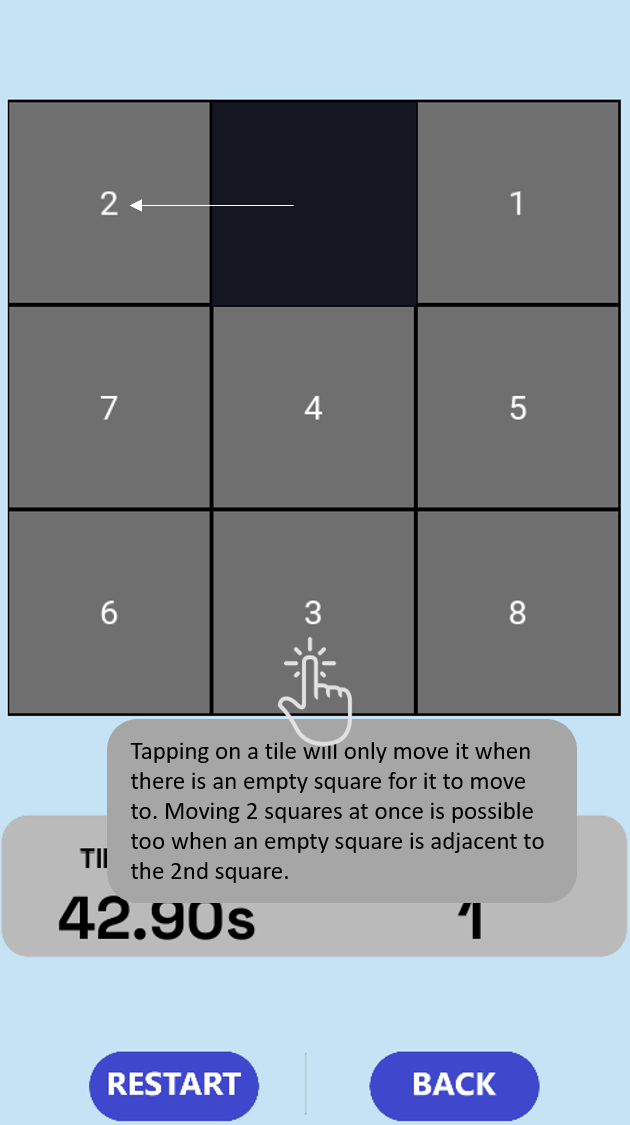 2 1
7 4 5
6 3 8
Tapping on a tile will only move it when
there is an empty square for it to move
to. Moving 2 squares at once is possible
too when an empty square is adjacent to
the 2nd square.
42.90s 1
RESTART BACK